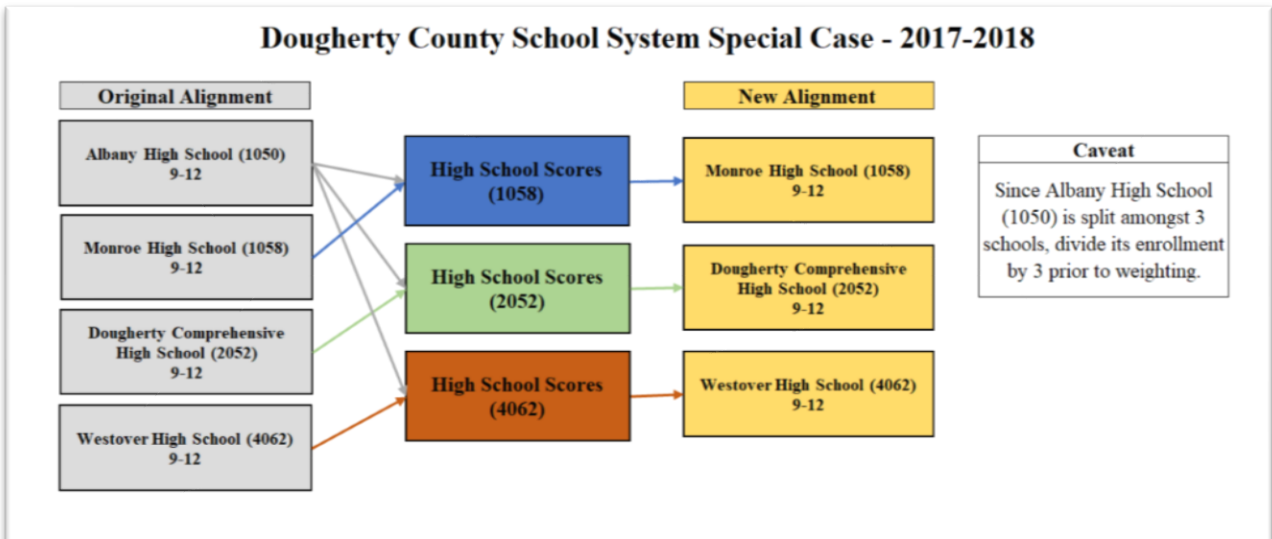 Dougherty County School System Special Case - 2017-2018
Original Alignment
Albany High School (1050)
9-12
Monroe High School (1058)
9-12
Dougherty Comprehensive
High School (2052)
9-12
Westover High School (4062)
9-12
High School Scores
(1058)
High School Scores
(2052)
High School Scores
(4062)
New Alignment
Monroe High School (1058)
9-12
Dougherty Comprehensive
High School (2052)
9-12
Westover High School (4062)
9-12
Caveat
Since Albany High School
(1050) is split amongst 3
schools, divide its enrollment
by 3 prior to weighting.